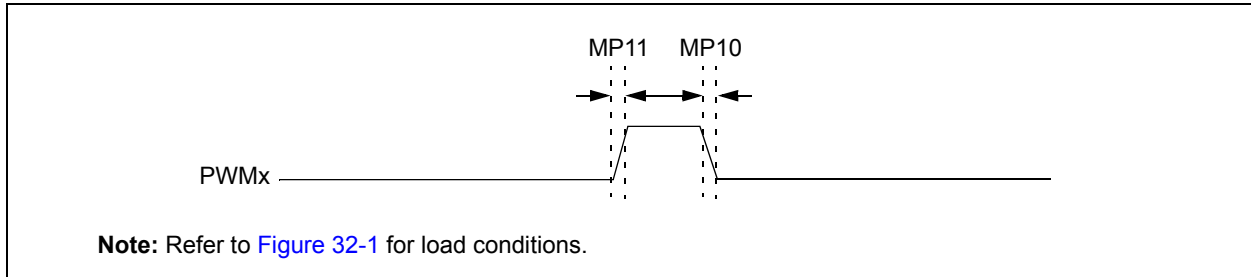 MP11 MP10
PWMx
Note: Refer to Figure 32-1 for load conditions.